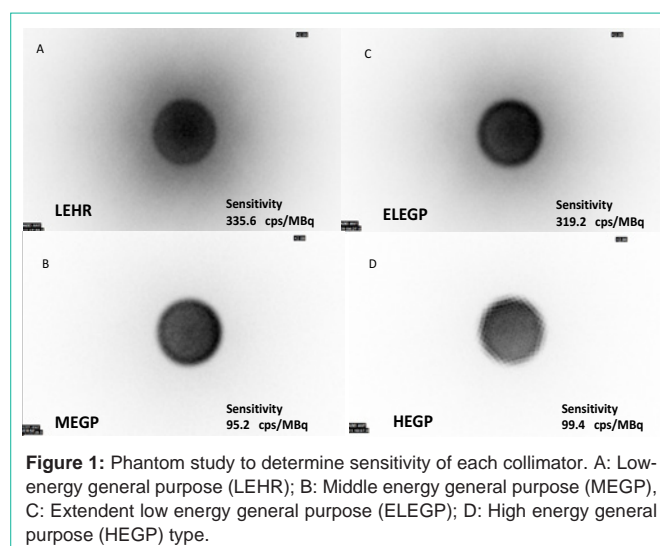 A
LEHR
Sensitivity
335.6 cps/MBq
C
ELEGP
Sensitivity
319.2 cps/MBq
B
MEGP
Sensitivity
95.2 cps/MBq
D
HEGP
Sensitivity
99.4 cps/MBq
Figure 1: Phantom study to determine sensitivity of each collimator. A: Low-
energy general purpose (LEHR); B: Middle energy general purpose (MEGP),
C: Extendent low energy general purpose (ELEGP); D: High energy general
purpose (HEGP) type.